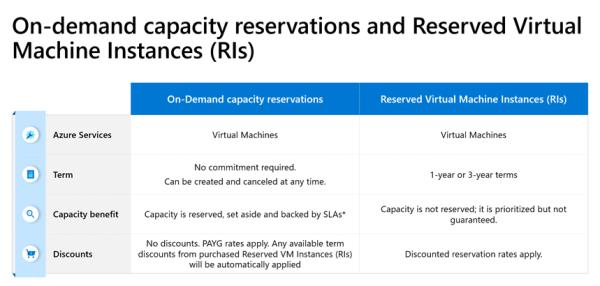 On-demand capacity reservations and Reserved Virtual
Machine Instances (RIs)
On-Demand capacity reservations
Reserved Virtual Machine Instances (RIs)
Azure Services
Virtual Machines
Virtual Machines
Term
No commitment required.
Can be created and canceled at any time.
1-year or 3-year terms
Capacity benefit
Capacity is reserved, set aside and backed by SLAs*
Capacity is not reserved; it is prioritized but not
guaranteed.
Discounts
No discounts. PAYG rates apply. Any available term
discounts from purchased Reserved VM Instances (RIs)
will be automatically applied
Discounted reservation rates apply.